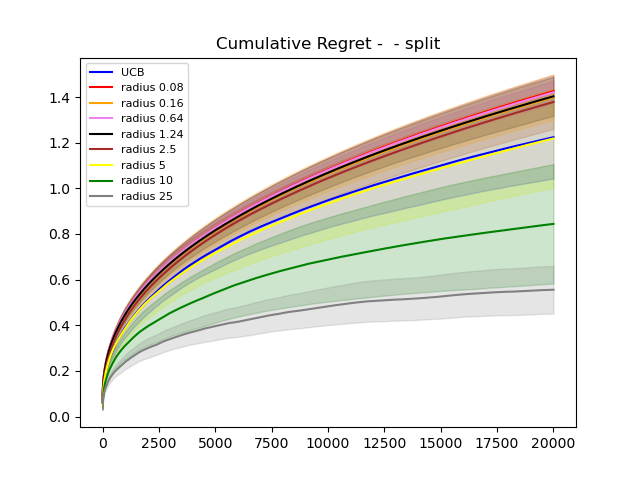 Cumulative Regret -  - split
UCB
radius 0.08
radius 0.16
radius 0.64
radius 1.24
radius 2.5
radius 5
radius 10
radius 25
1.4
1.2
1.0
0.8
0.6
0.4
0.2
0.0
0 2500 5000 7500 10000 12500 15000 17500 20000